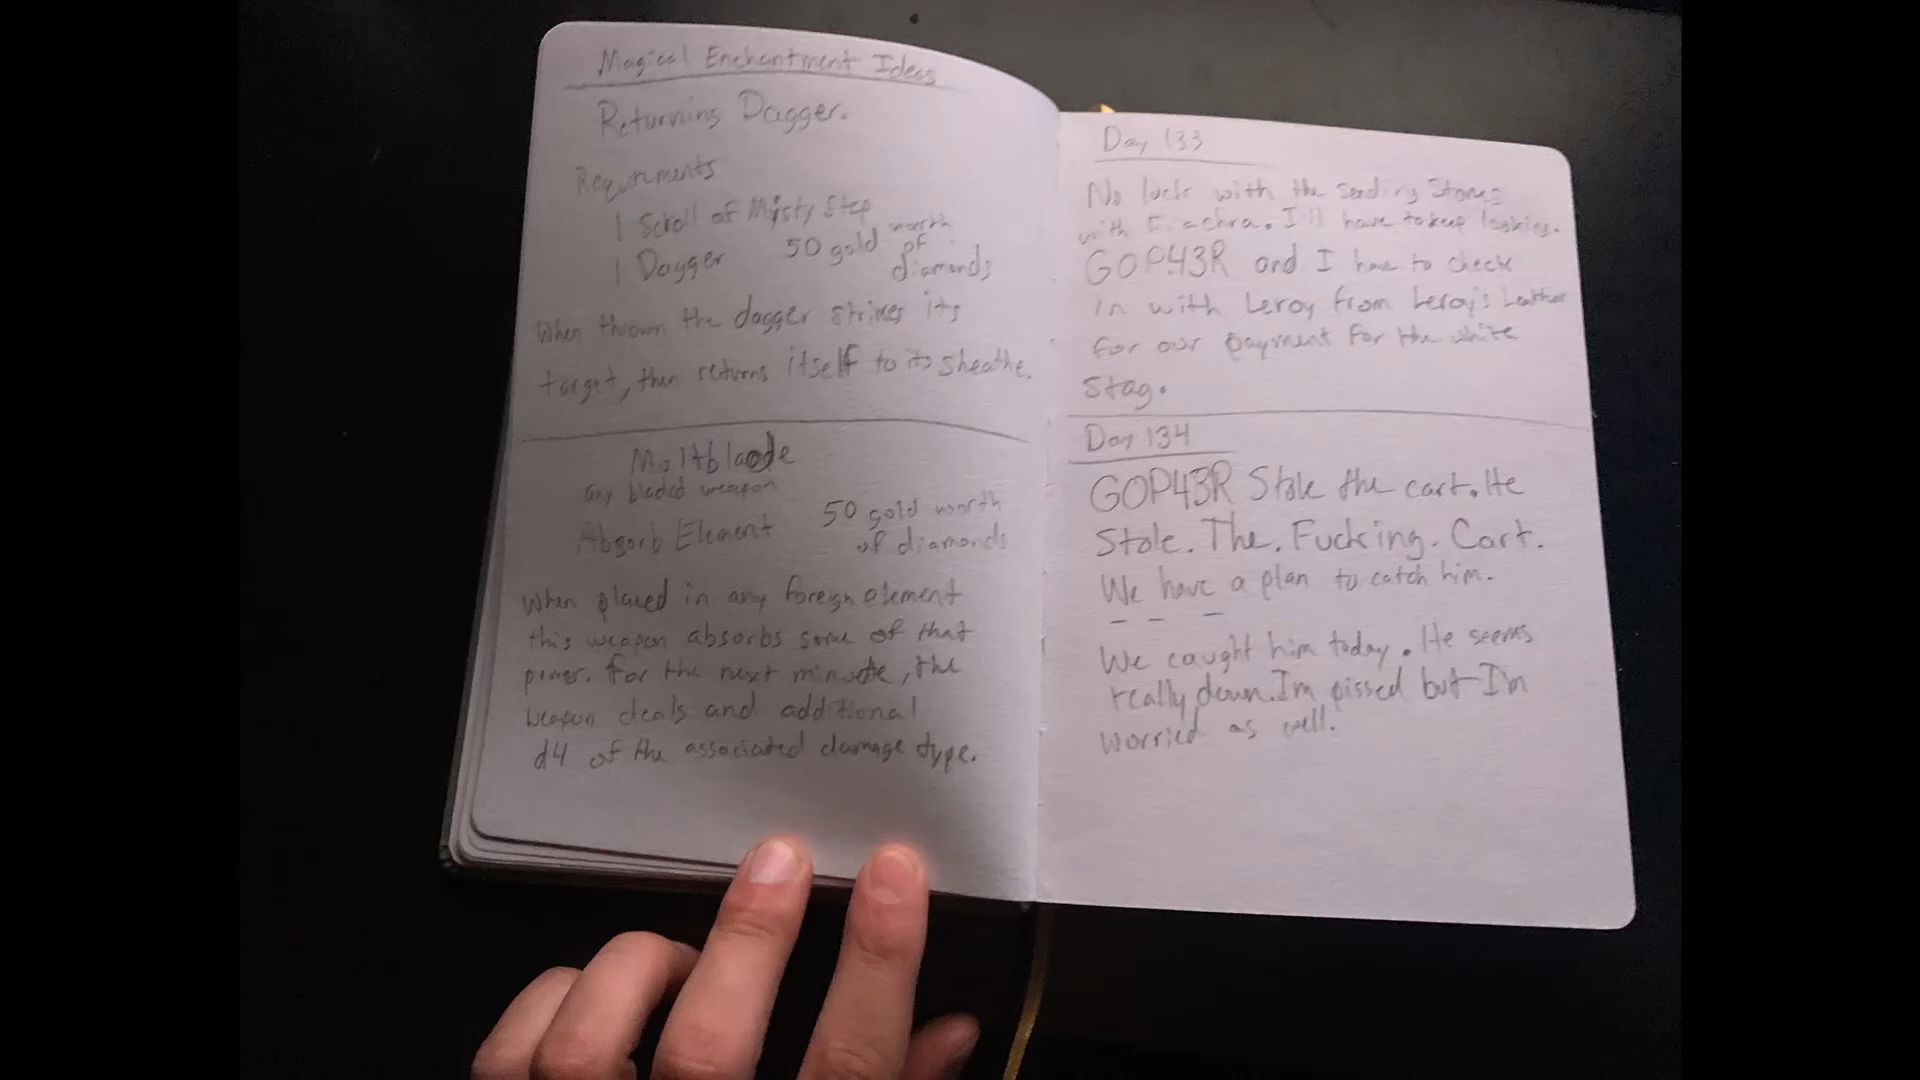 Magical Enchantment Ideas
Returning Dagger.
Requirements
1 Scroll of Mysty Step
1 Dagger 50 gold worth
of
diamonds
When thrown the dagger strikes its
target, then returns itself to its sheathe.
Moltblaede
any bladed weapon
Absorb Element 50 gold worth
of diamonds
When placed in any foreign element
this weapon absorbs some of that
power. For the next minute, the
weapon deals and additional
d4 of the associated damage type.
Day 133
No luck with the Sending Stones
with Fiachra. I'll have to keep looking.
GOP43R and I have to check
in with Leroy from Leroy's Leather
for our payment for the white
Stag.
Day 134
GOP43R Stole the cart. He
Stole. The. Fucking. Cart.
We have a plan to catch him.
We caught him today. He seems
really down. I'm pissed but I'm
worried as well.